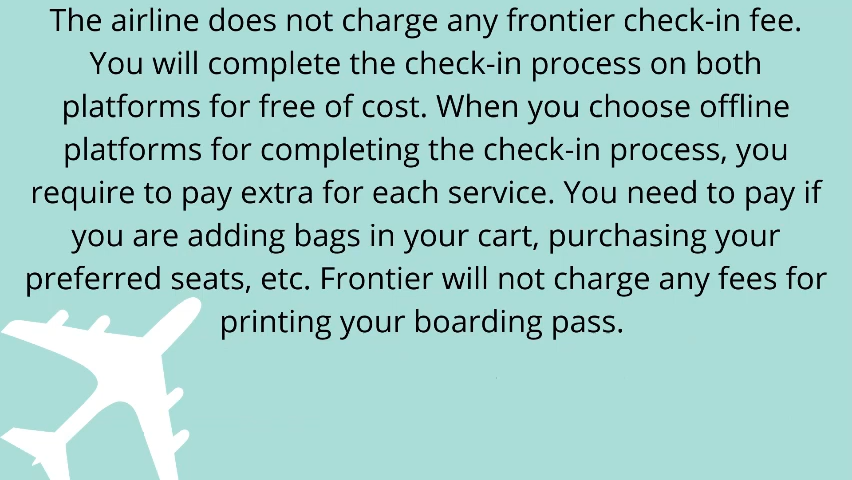 The airline does not charge any frontier check-in fee.
You will complete the check-in process on both
platforms for free of cost. When you choose offline
platforms for completing the check-in process, you
require to pay extra for each service. You need to pay if
you are adding bags in your cart, purchasing your
preferred seats, etc. Frontier will not charge any fees for
printing your boarding pass.